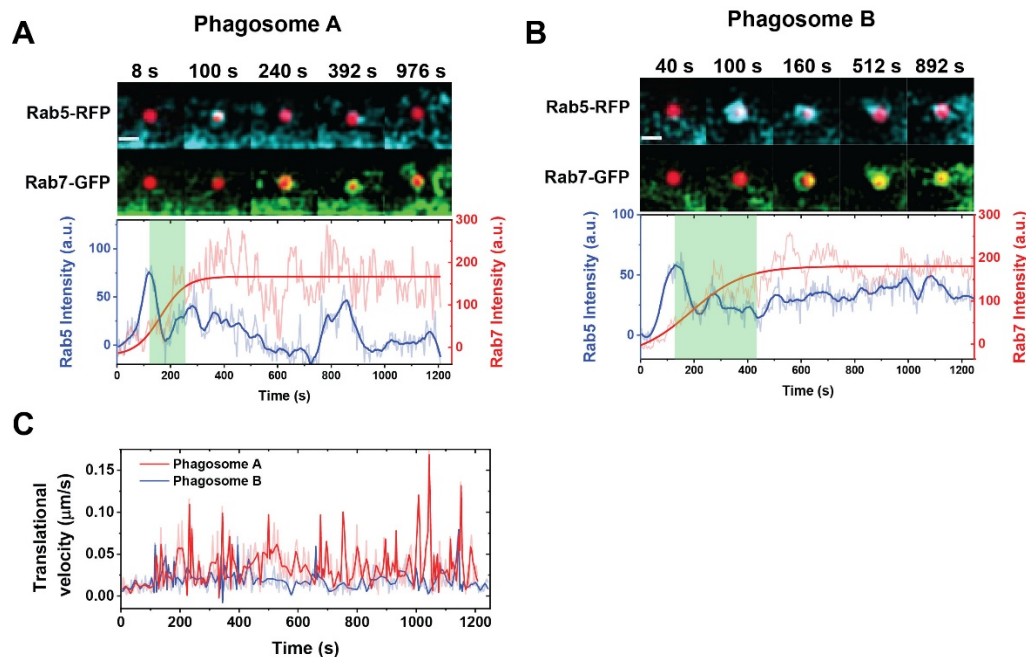 A
Phagosome A
8 s 100 s 240 s 392 s 976 s
Rab5-RFP
Rab7-GFP
Rab5 Intensity (a.u.)
100
50
0
300
200
100
0
Rab7 Intensity (a.u.)
0 200 400 600 800 1000 1200
Time (s)
B
Phagosome B
40 s 100 s 160 s 512 s 892 s
Rab5-RFP
Rab7-GFP
Rab5 Intensity (a.u.)
100
50
0
300
200
100
0
Rab7 Intensity (a.u.)
0 200 400 600 800 1000 1200
Time (s)
C
Translational
velocity (μm/s)
0.15
0.10
0.05
0.00
Phagosome A
Phagosome B
0 200 400 600 800 1000 1200
Time (s)